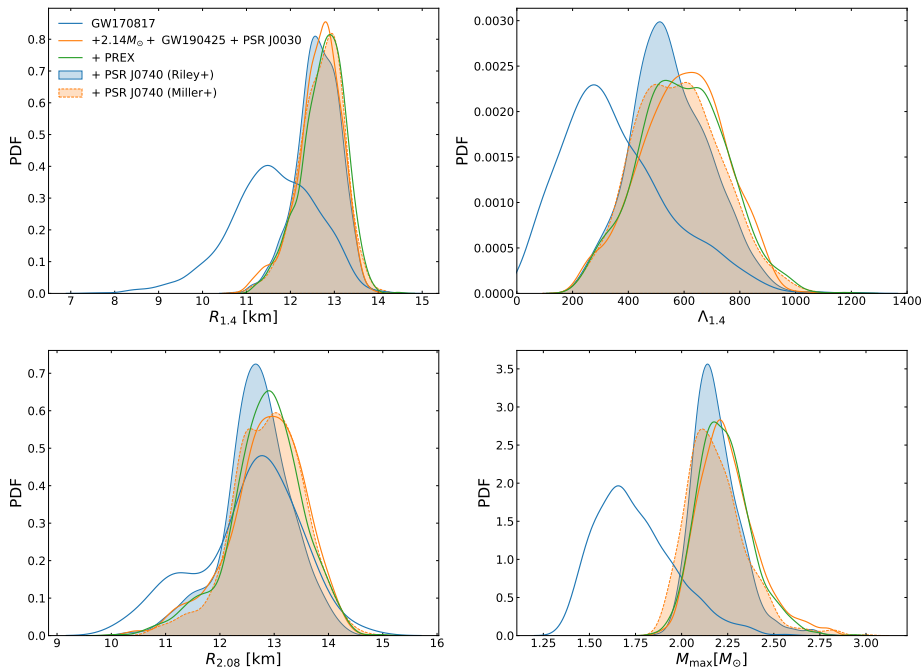 GW170817
+2.14M⊙ + GW190425 + PSR J0030
+ PREX
+ PSR J0740 (Riley+)
+ PSR J0740 (Miller+)
PDF
0.8
0.7
0.6
0.5
0.4
0.3
0.2
0.1
0.0
7 8 9 10 11 12 13 14 15
R1.4 [km]
PDF
0.0030
0.0025
0.0020
0.0015
0.0010
0.0005
0.0000
0 200 400 600 800 1000 1200 1400
Λ1.4
PDF
0.7
0.6
0.5
0.4
0.3
0.2
0.1
0.0
9 10 11 12 13 14 15 16
R2.08 [km]
PDF
3.5
3.0
2.5
2.0
1.5
1.0
0.5
0.0
1.25 1.50 1.75 2.00 2.25 2.50 2.75 3.00
Mmax[M⊙]